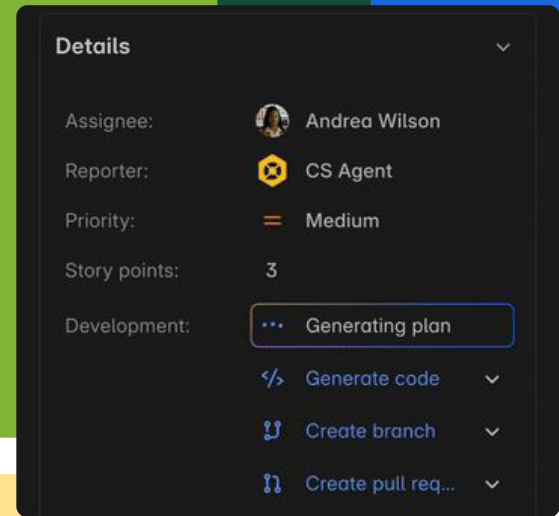 Details
Assignee: Andrea Wilson
Reporter: CS Agent
Priority: Medium
Story points: 3
Development: Generating plan
Generate code
Create branch
Create pull req...